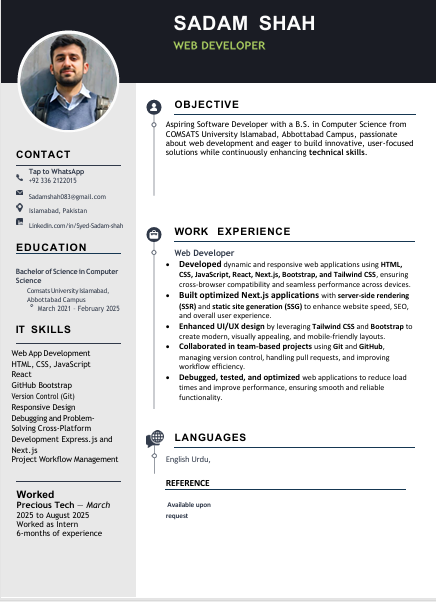 SADAM SHAH
WEB DEVELOPER
CONTACT
Tap to WhatsApp
+92 336 2122015
Sadamshah083@gmail.com
Islamabad, Pakistan
Linkedin.com/in/Syed-Sadam-shah
EDUCATION
Bachelor of Science in Computer
Science
Comsats University Islamabad,
Abbottabad Campus
March 2021 - February 2025
IT SKILLS
Web App Development
HTML, CSS, JavaScript
React
GitHub Bootstrap
Version Control (Git)
Responsive Design
Debugging and Problem-
Solving Cross-Platform
Development Express.js and
Next.js
Project Workflow Management
Worked
Precious Tech — March
2025 to August 2025
Worked as Intern
6-months of experience
OBJECTIVE
Aspiring Software Developer with a B.S. in Computer Science from
COMSATS University Islamabad, Abbottabad Campus, passionate
about web development and eager to build innovative, user-focused
solutions while continuously enhancing technical skills.
WORK EXPERIENCE
Web Developer
• Developed dynamic and responsive web applications using HTML,
CSS, JavaScript, React, Next.js, Bootstrap, and Tailwind CSS, ensuring
cross-browser compatibility and seamless performance across devices.
• Built optimized Next.js applications with server-side rendering
(SSR) and static site generation (SSG) to enhance website speed, SEO,
and overall user experience.
• Enhanced UI/UX design by leveraging Tailwind CSS and Bootstrap to
create modern, visually appealing, and mobile-friendly layouts.
• Collaborated in team-based projects using Git and GitHub,
managing version control, handling pull requests, and improving
workflow efficiency.
• Debugged, tested, and optimized web applications to reduce load
times and improve performance, ensuring smooth and reliable
functionality.
LANGUAGES
English Urdu,
REFERENCE
Available upon
request